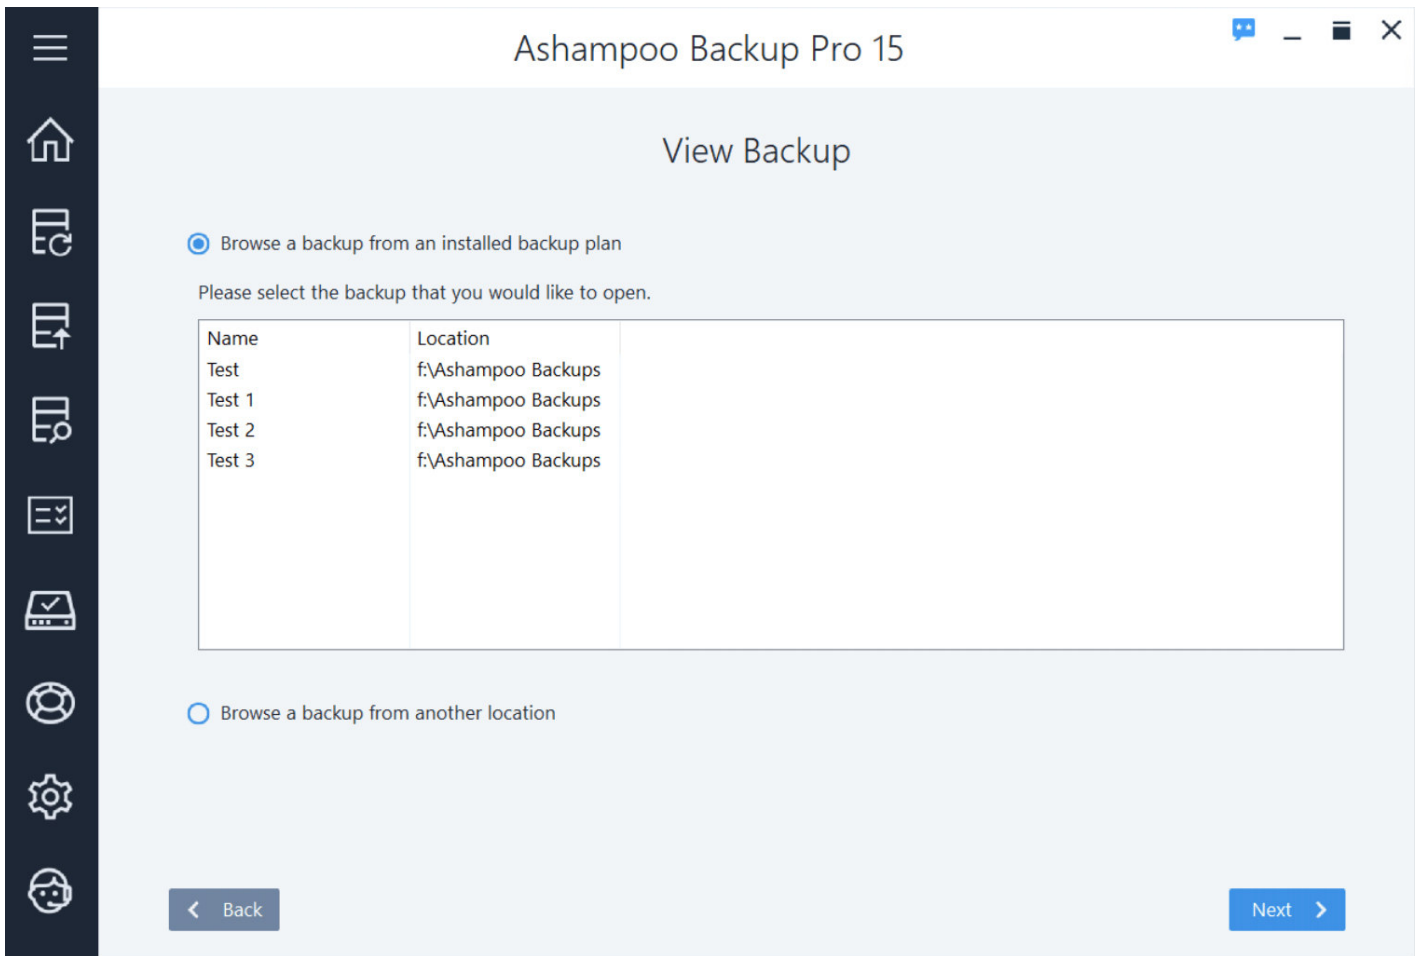 Ashampoo Backup Pro 15
View Backup
Browse a backup from an installed backup plan
Please select the backup that you would like to open.
Name Location
Test f:\Ashampoo Backups
Test 1 f:\Ashampoo Backups
Test 2 f:\Ashampoo Backups
Test 3 f:\Ashampoo Backups
Browse a backup from another location
Back Next